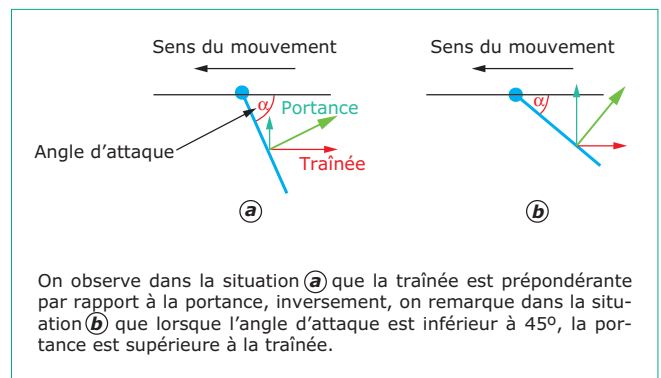 Sens du mouvement
Sens du mouvement
α
Portance
α
Angle d'attaque
Traînée
a
b
On observe dans la situation a que la traînée est prépondérante
par rapport à la portance, inversement, on remarque dans la situ-
ation b que lorsque l'angle d'attaque est inférieur à 45º, la por-
tance est supérieure à la traînée.